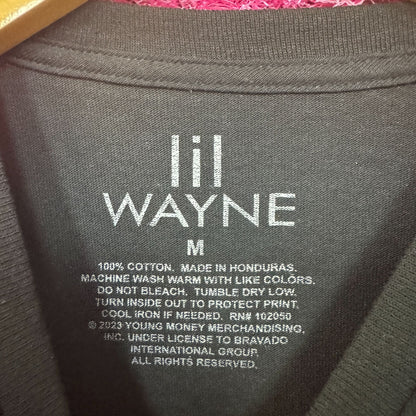 lil
WAYNE
M
100% COTTON. MADE IN HONDURAS.
MACHINE WASH WARM WITH LIKE COLORS.
DO NOT BLEACH. TUMBLE DRY LOW.
TURN INSIDE OUT TO PROTECT PRINT.
COOL IRON IF NEEDED. RN# 102050
© 2023 YOUNG MONEY MERCHANDISING,
INC. UNDER LICENSE TO BRAVADO
INTERNATIONAL GROUP.
ALL RIGHTS RESERVED.